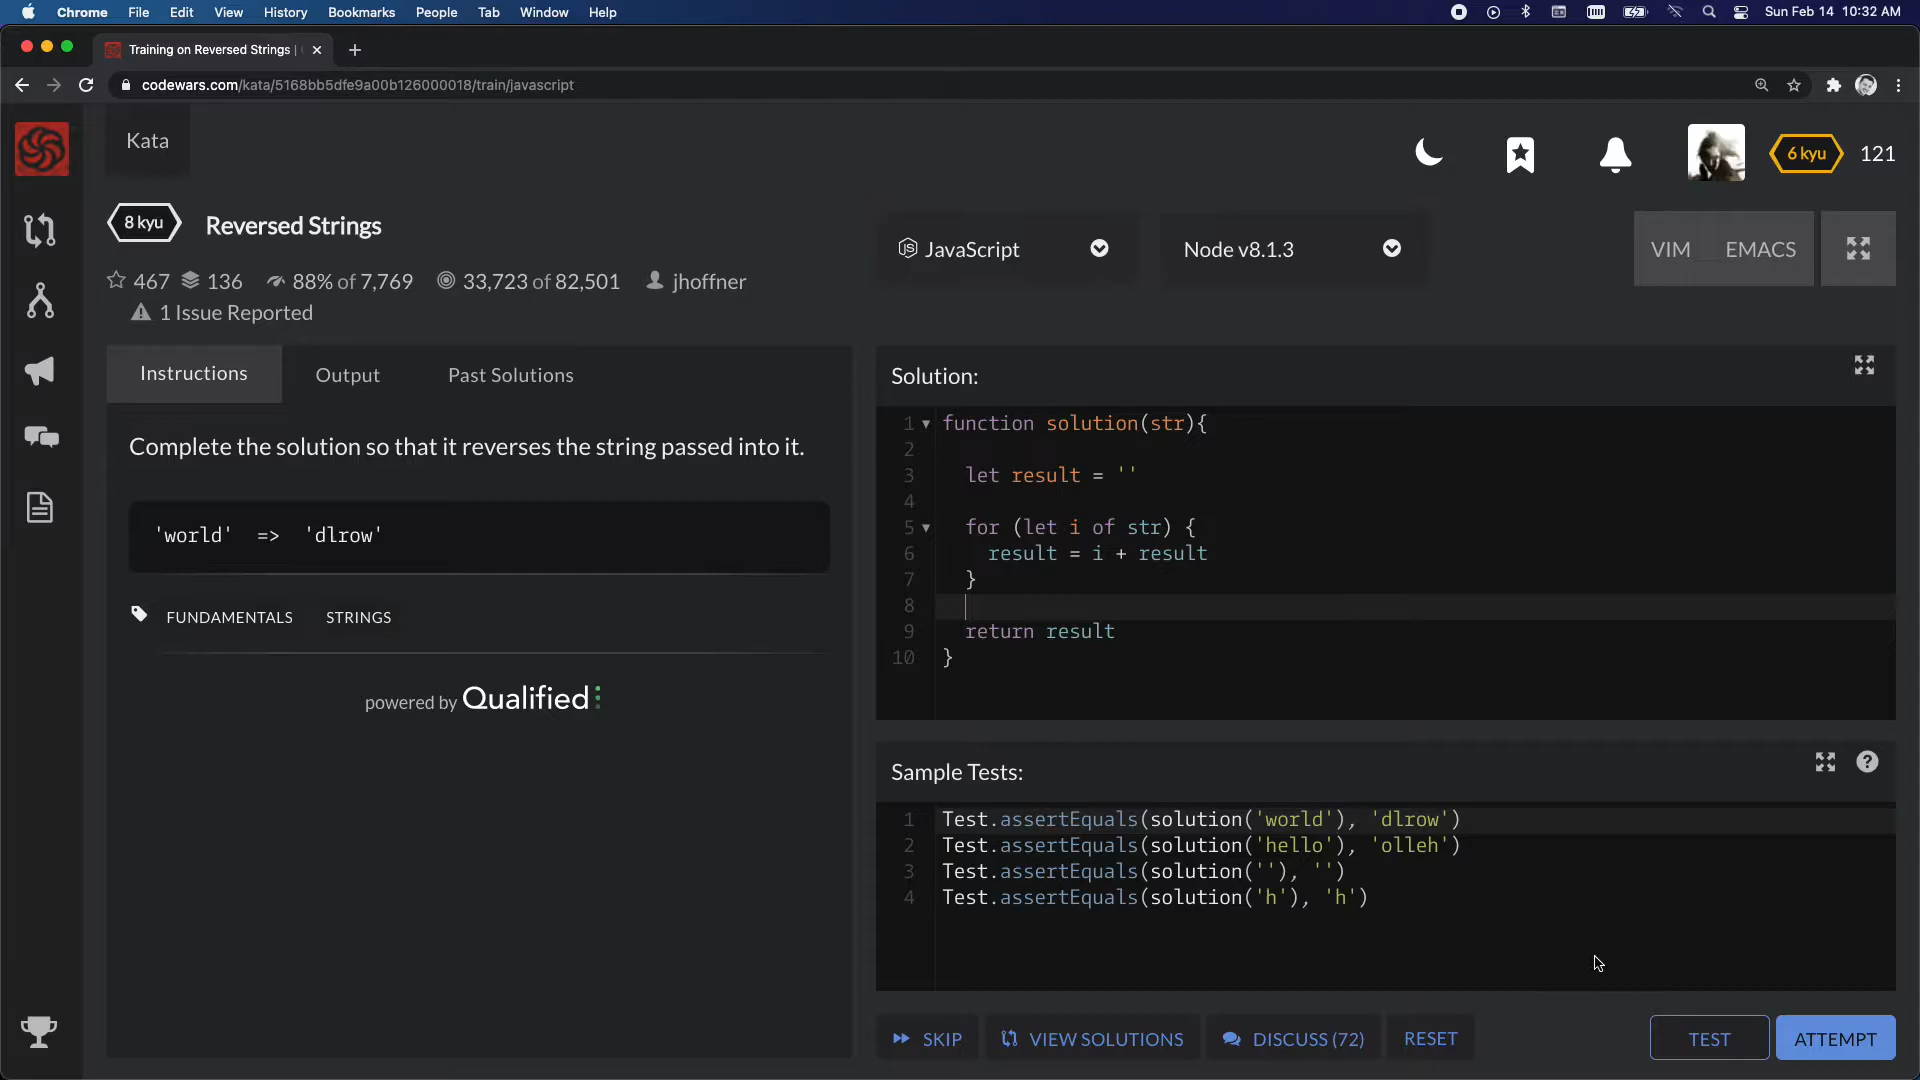 Chrome File Edit View History Bookmarks People Tab Window Help
Sun Feb 14 10:32 AM
Training on Reversed Strings |
codewars.com/kata/5168bb5dfe9a00b126000018/train/javascript
Kata
6 kyu 121
8 kyu Reversed Strings
467 136 88% of 7,769 33,723 of 82,501 jhoffner
1 Issue Reported
JavaScript
Node v8.1.3
VIM EMACS
Instructions Output Past Solutions
Complete the solution so that it reverses the string passed into it.
'world' => 'dlrow'
FUNDAMENTALS STRINGS
powered by Qualified
Solution:
1 function solution(str){
2
3 let result = ''
4
5 for (let i of str) {
6 result = i + result
7 }
8
9 return result
10 }
Sample Tests:
1 Test.assertEquals(solution('world'), 'dlrow')
2 Test.assertEquals(solution('hello'), 'olleh')
3 Test.assertEquals(solution(''), '')
4 Test.assertEquals(solution('h'), 'h')
SKIP VIEW SOLUTIONS DISCUSS (72) RESET TEST ATTEMPT